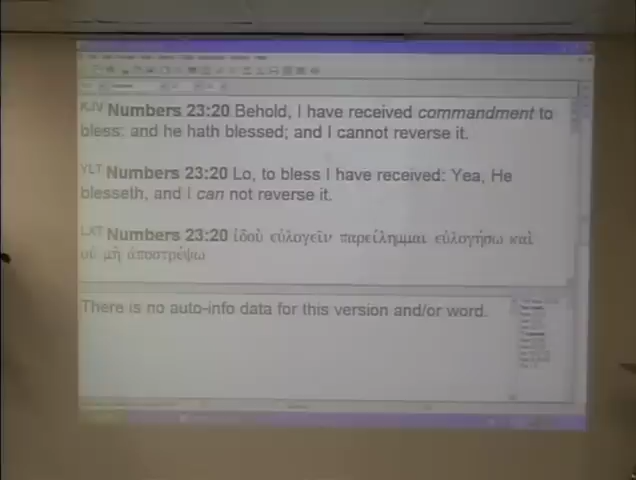 KJV Numbers 23:20 Behold, I have received commandment to
bless: and he hath blessed; and I cannot reverse it.
YLT Numbers 23:20 Lo, to bless I have received: Yea, He
blesseth, and I can not reverse it.
LXT Numbers 23:20 ἰδοὺ εὐλογεῖν παρείλημμαι εὐλογήσω καὶ
οὐ μὴ ἀποστρέψω
There is no auto-info data for this version and/or word.